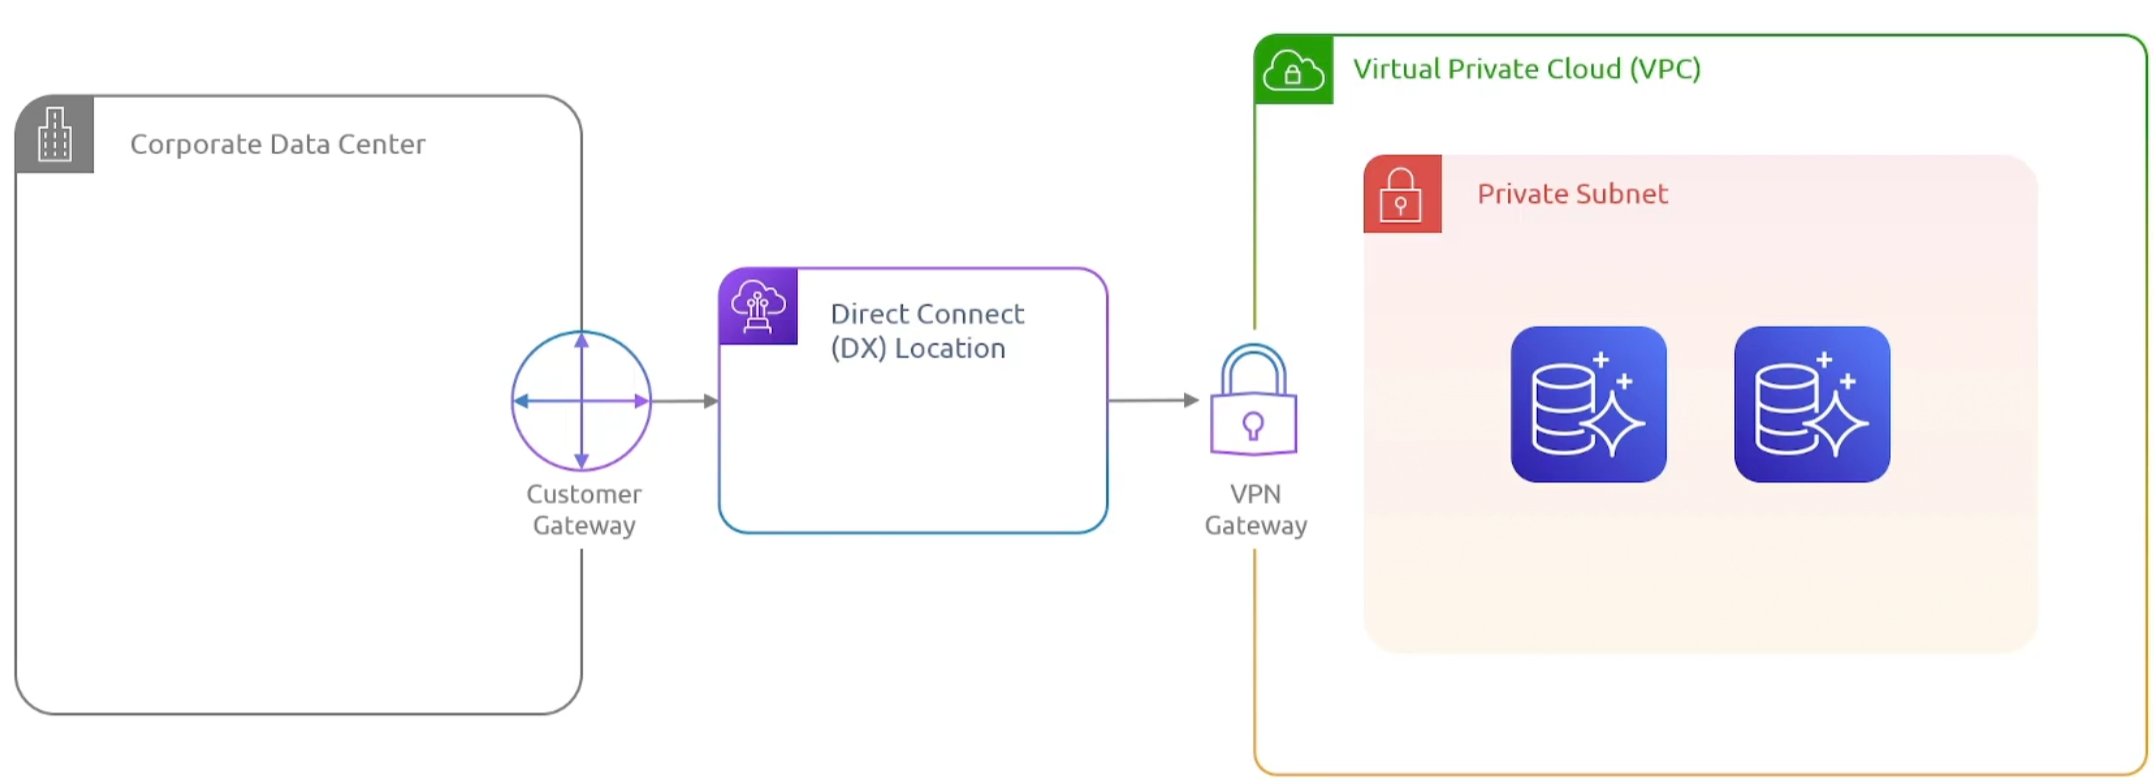 Corporate Data Center
Customer
Gateway
Direct Connect
(DX) Location
VPN
Gateway
Virtual Private Cloud (VPC)
Private Subnet